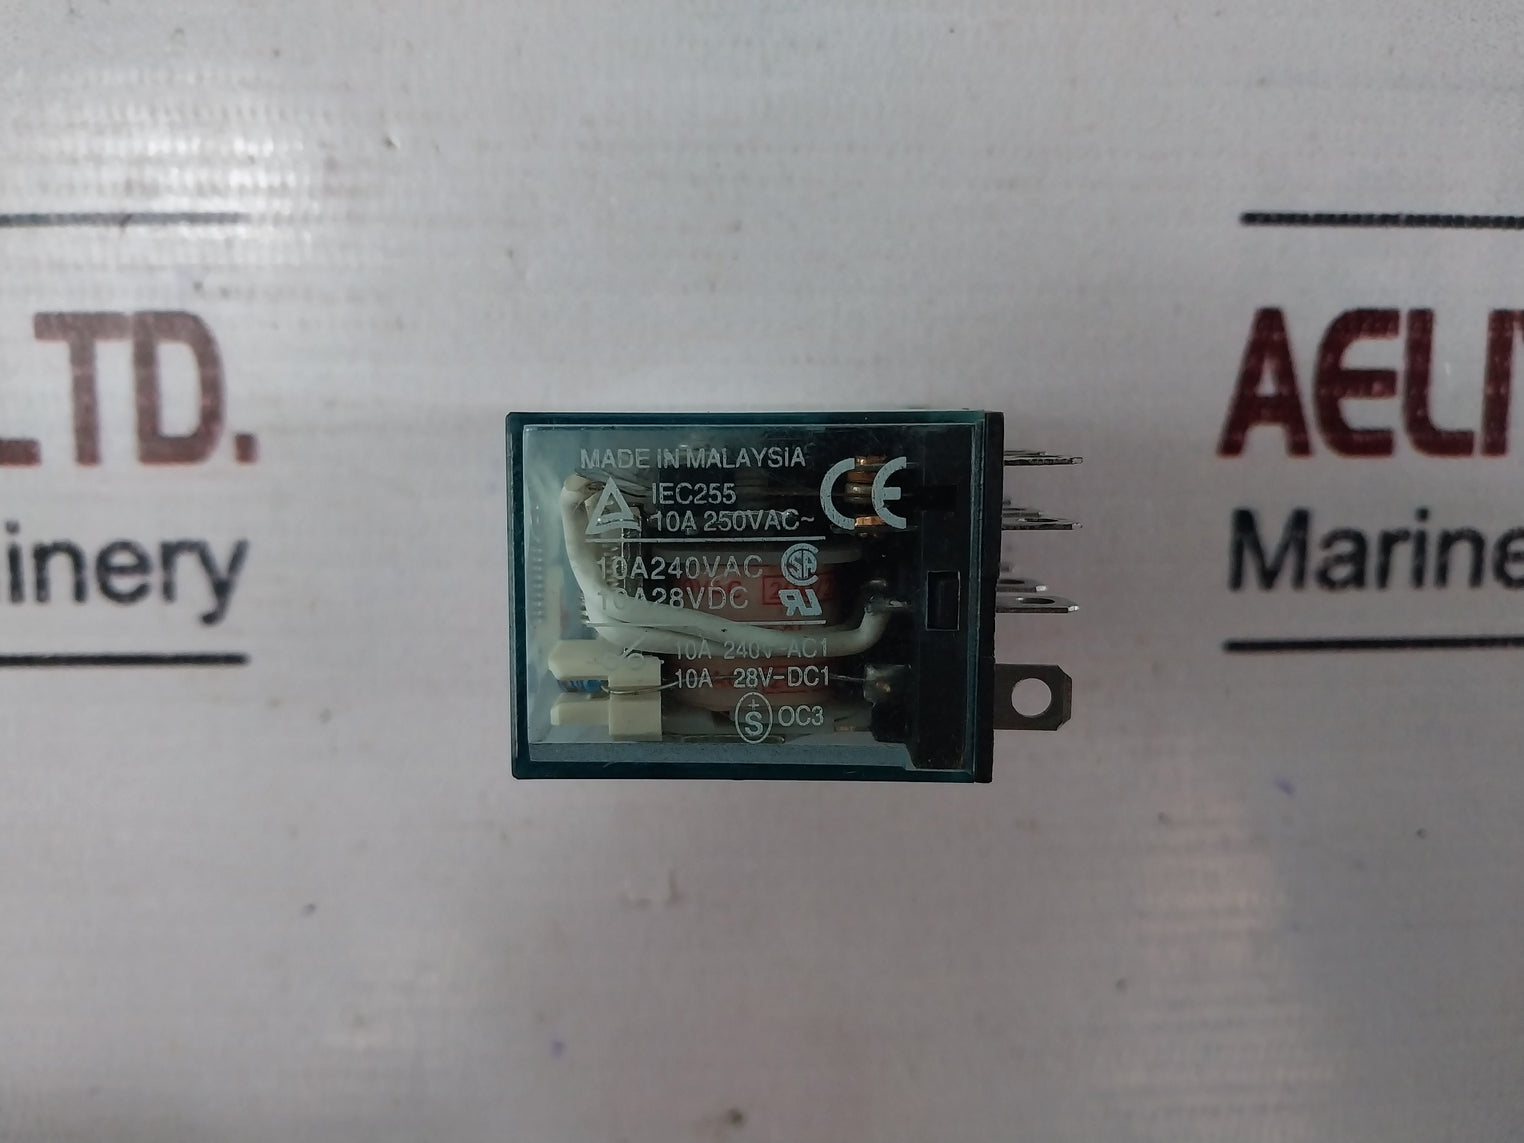 LTD.
inery
AELI
Marine
MADE IN MALAYSIA
IEC255
10A 250VAC~
CE
10A240VAC
10A28VDC
10A 240V-AC1
10A 28V-DC1
+S OC3